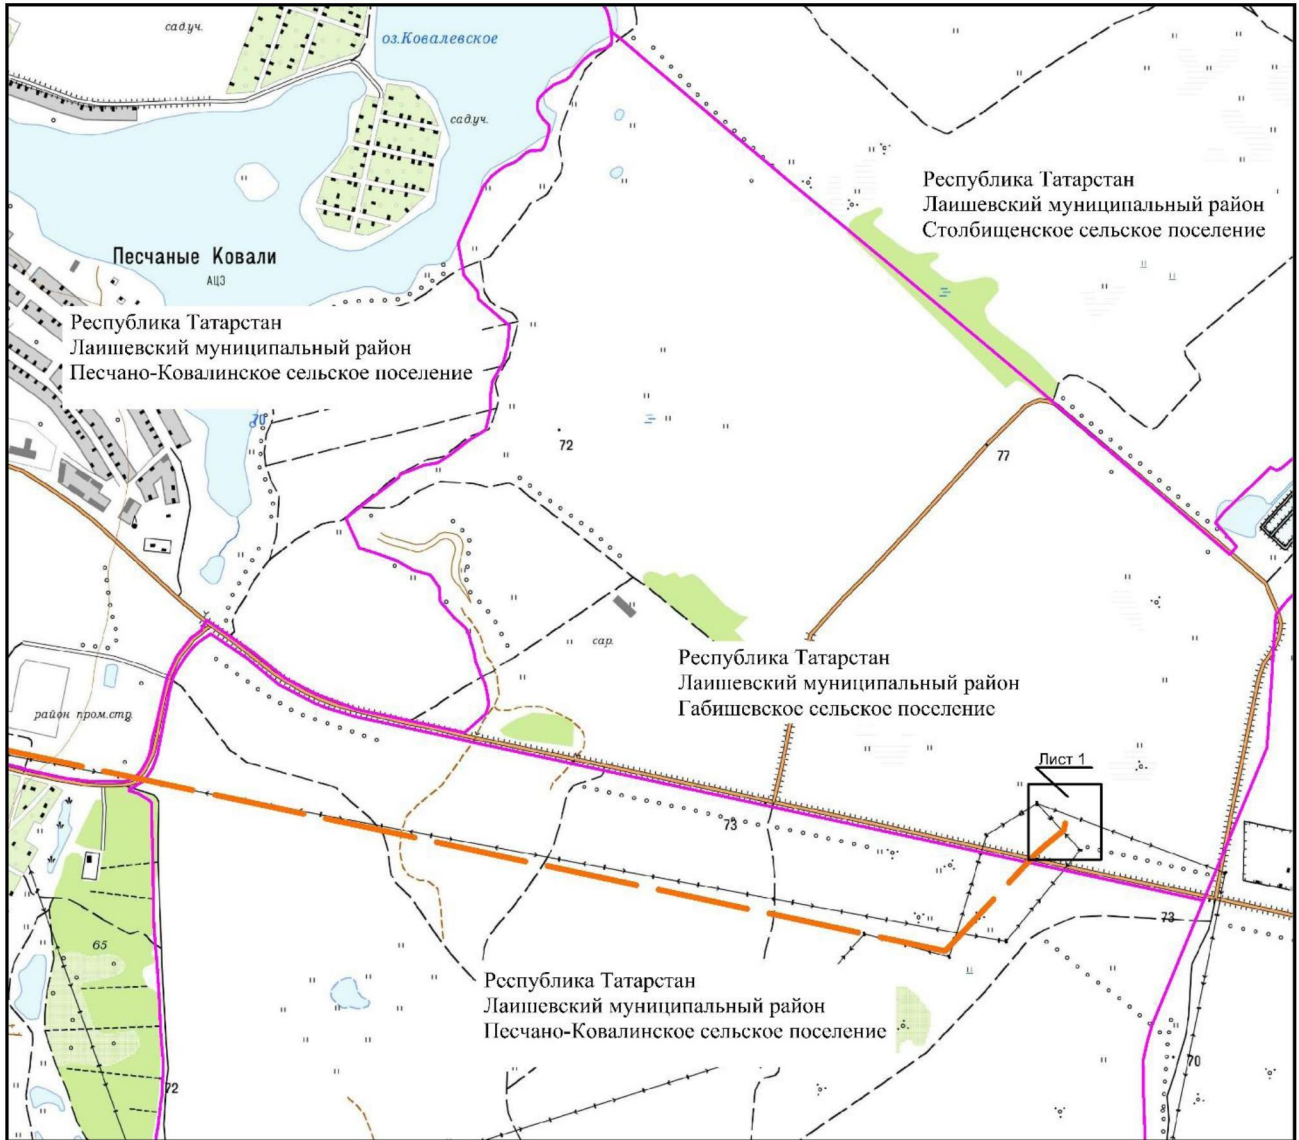 сад.уч.
оз.Ковалевское
сад.уч.
Республика Татарстан
Лаишевский муниципальный район
Столбищенское сельское поселение
Песчаные Ковали
АЦЗ
Республика Татарстан
Лаишевский муниципальный район
Песчано-Ковалинское сельское поселение
70
72
77
сар.
Республика Татарстан
Лаишевский муниципальный район
Габишевское сельское поселение
район пром.стр.
Лист 1
73
73
65
Республика Татарстан
Лаишевский муниципальный район
Песчано-Ковалинское сельское поселение
70
72